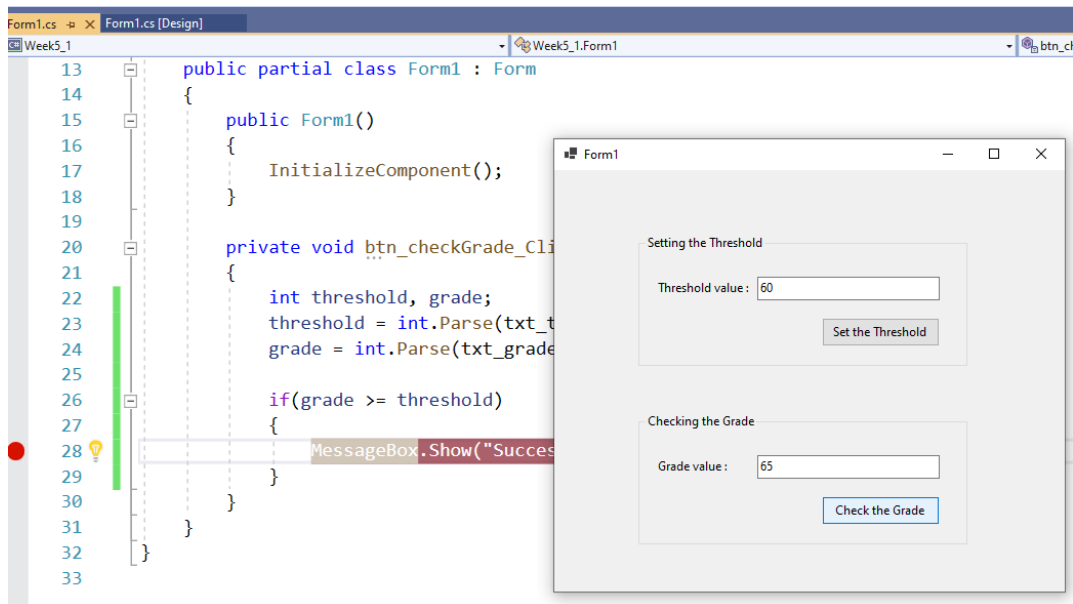 Form1.cs Form1.cs [Design]
C# Week5_1 Week5_1.Form1 btn_ch
13 public partial class Form1 : Form
14 {
15 public Form1()
16 {
17 InitializeComponent();
18 }
19
20 private void btn_checkGrade_Cli
21 {
22 int threshold, grade;
23 threshold = int.Parse(txt_t
24 grade = int.Parse(txt_grade
25
26 if(grade >= threshold)
27 {
28 MessageBox.Show("Succes
29 }
30 }
31 }
32 }
33
Form1
Setting the Threshold
Threshold value : 60
Set the Threshold
Checking the Grade
Grade value : 65
Check the Grade